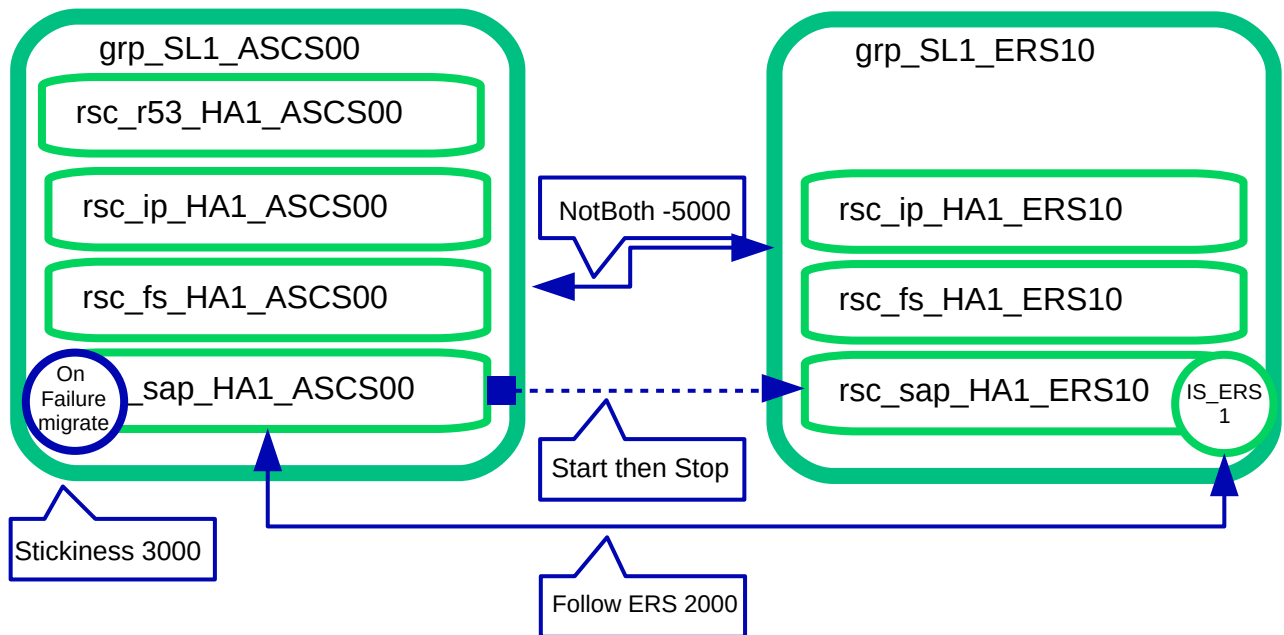 grp_SL1_ASCS00
rsc_r53_HA1_ASCS00
rsc_ip_HA1_ASCS00
rsc_fs_HA1_ASCS00
On
Failure
migrate
_sap_HA1_ASCS00
Stickiness 3000
NotBoth -5000
Start then Stop
Follow ERS 2000
grp_SL1_ERS10
rsc_ip_HA1_ERS10
rsc_fs_HA1_ERS10
rsc_sap_HA1_ERS10
IS_ERS
1